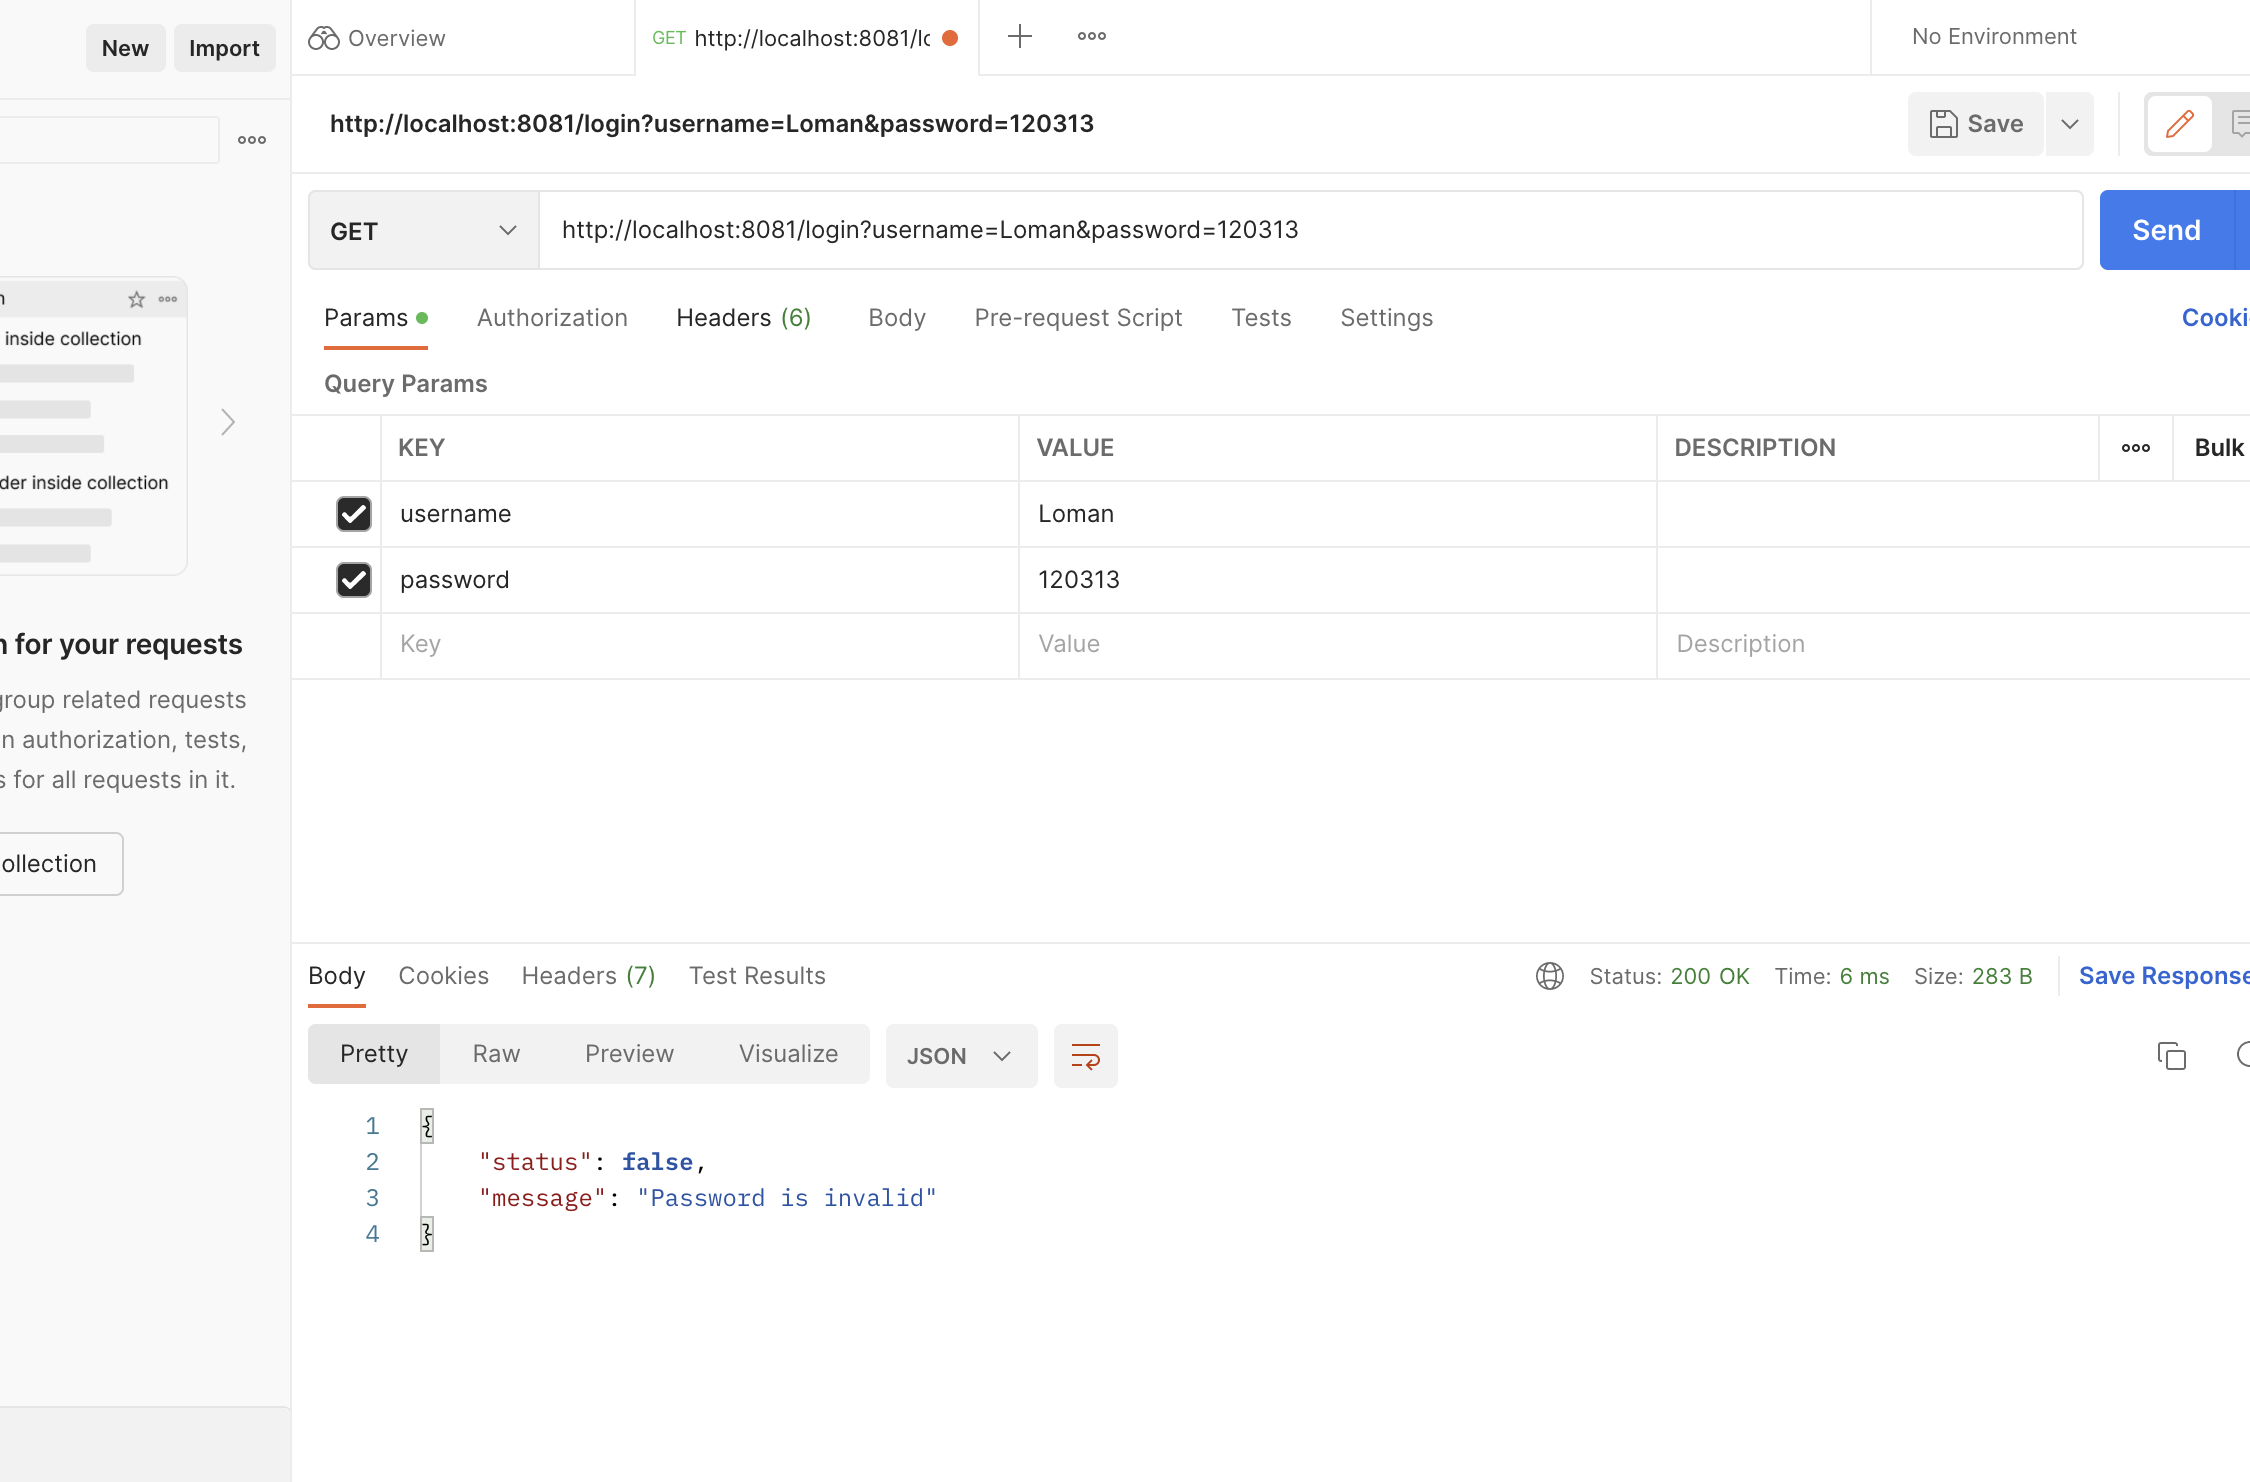 New
Import
Overview
GET http://localhost:8081/lo
No Environment
http://localhost:8081/login?username=Loman&password=120313
Save
GET
http://localhost:8081/login?username=Loman&password=120313
Send
Params
Authorization
Headers (6)
Body
Pre-request Script
Tests
Settings
Cooki
Query Params
KEY
VALUE
DESCRIPTION
Bulk
username
Loman
password
120313
Key
Value
Description
inside collection
der inside collection
n for your requests
group related requests
n authorization, tests,
s for all requests in it.
ollection
Body
Cookies
Headers (7)
Test Results
Status: 200 OK
Time: 6 ms
Size: 283 B
Save Response
Pretty
Raw
Preview
Visualize
JSON
1 {
2 "status": false,
3 "message": "Password is invalid"
4 }